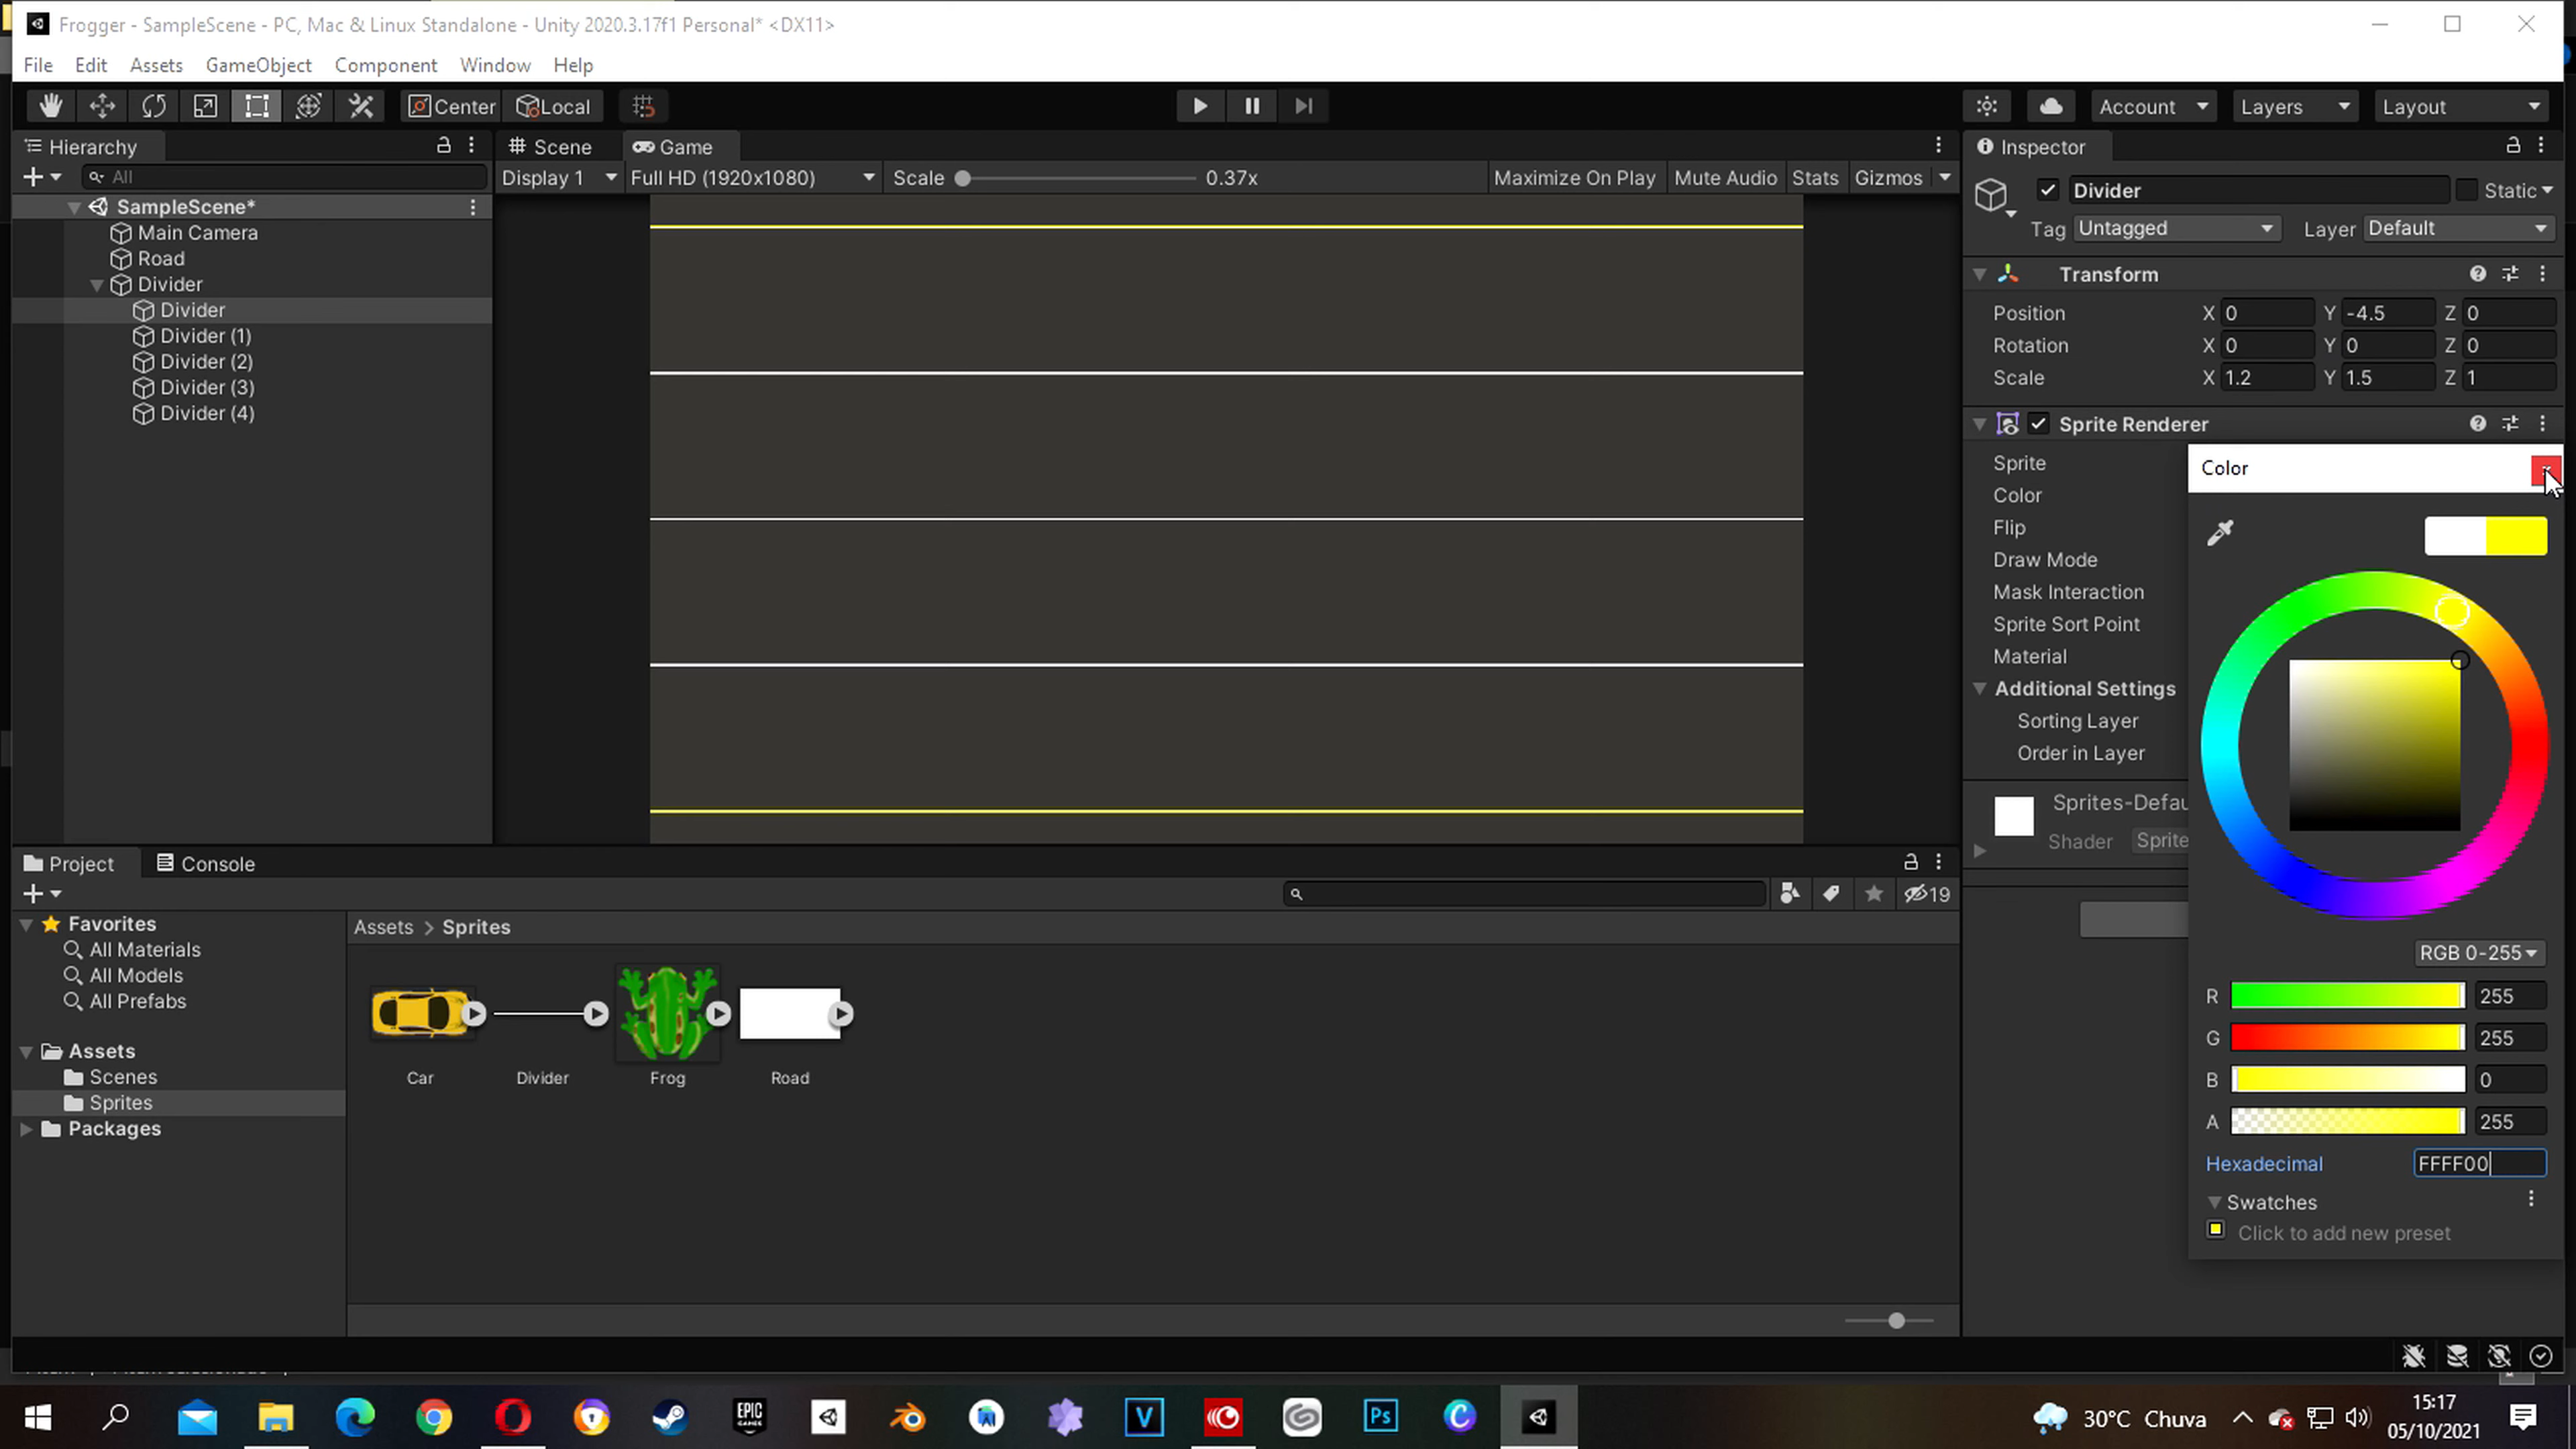 Frogger - SampleScene - PC, Mac & Linux Standalone - Unity 2020.3.17f1 Personal* <DX11>
File Edit Assets GameObject Component Window Help
Center Local Account Layers Layout
Hierarchy
All
SampleScene*
Main Camera
Road
Divider
Divider
Divider (1)
Divider (2)
Divider (3)
Divider (4)
Scene Game
Display 1 Full HD (1920x1080) Scale 0.37x Maximize On Play Mute Audio Stats Gizmos
Inspector
Divider Static
Tag Untagged Layer Default
Transform
Position X 0 Y -4.5 Z 0
Rotation X 0 Y 0 Z 0
Scale X 1.2 Y 1.5 Z 1
Sprite Renderer
Sprite
Color
Flip
Draw Mode
Mask Interaction
Sprite Sort Point
Material
Additional Settings
Sorting Layer
Order in Layer
Sprites-Defau
Shader Sprite
Color
RGB 0-255
R 255
G 255
B 0
A 255
Hexadecimal FFFF00
Swatches
Click to add new preset
Project Console
19
Favorites
All Materials
All Models
All Prefabs
Assets
Scenes
Sprites
Packages
Assets > Sprites
Car Divider Frog Road
EPIC GAMES
V
Ps
C
30°C Chuva
15:17
05/10/2021